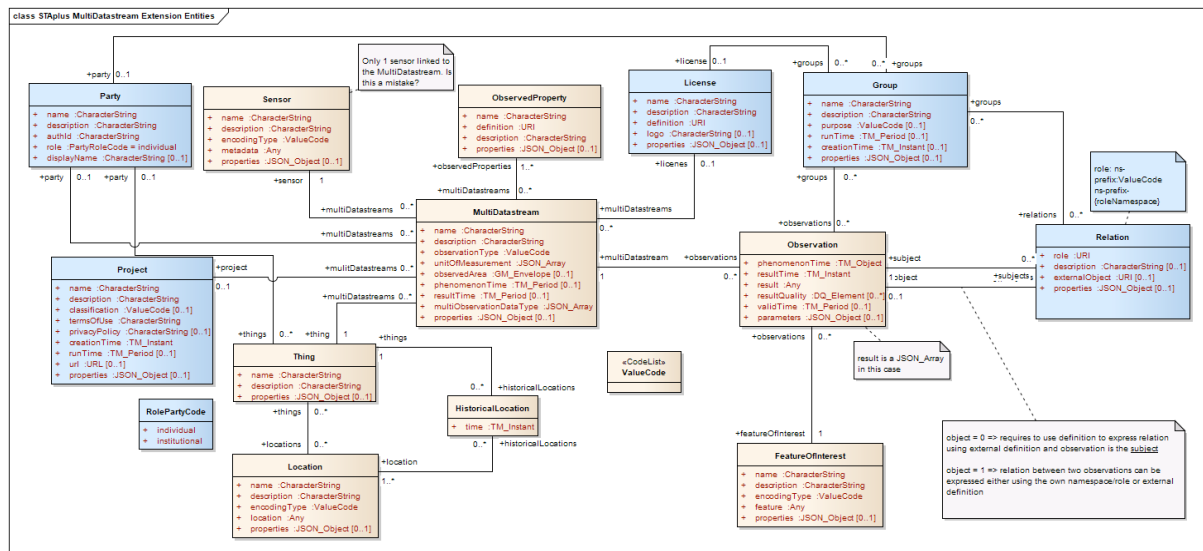 class STAplus MultiDatastream Extension Entities
+party 0..1
Only 1 sensor linked to
the MultiDatastream. Is
this a mistake?
+license 0..1
+groups 0..*
0..* +groups
Party
+ name :CharacterString
+ description :CharacterString
+ authId :CharacterString
+ role :PartyRoleCode = individual
+ displayName :CharacterString [0..1]
+party 0..1
+party 0..1
Sensor
+ name :CharacterString
+ description :CharacterString
+ encodingType :ValueCode
+ metadata :Any
+ properties :JSON_Object [0..1]
+sensor 1
ObservedProperty
+ name :CharacterString
+ definition :URI
+ description :CharacterString
+ properties :JSON_Object [0..1]
+observedProperties 1..*
License
+ name :CharacterString
+ description :CharacterString
+ definition :URI
+ logo :CharacterString [0..1]
+ properties :JSON_Object [0..1]
+license 0..1
Group
+ name :CharacterString
+ description :CharacterString
+ purpose :ValueCode [0..1]
+ runTime :TM_Period [0..1]
+ creationTime :TM_Instant [0..1]
+ properties :JSON_Object [0..1]
+groups 0..*
+groups
0..*
role: ns-
prefix:ValueCode
ns-prefix-
{roleNamespace}
+multiDatastreams 0..*
+multiDatastreams 0..*
+multiDatastreams
0..*
+multiDatastreams 0..*
+mulitDatastreams 0..*
+multiDatastreams 0..*
MultiDatastream
+ name :CharacterString
+ description :CharacterString
+ observationType :ValueCode
+ unitOfMeasurement :JSON_Array
+ observedArea :GM_Envelope [0..1]
+ phenomenonTime :TM_Period [0..1]
+ resultTime :TM_Period [0..1]
+ multiObservationDataType :JSON_Array
+ properties :JSON_Object [0..1]
+multiDatastream
1
+observations
0..*
+observations 0..*
Observation
+ phenomenonTime :TM_Object
+ resultTime :TM_Instant
+ result :Any
+ resultQuality :DQ_Element [0..*]
+ validTime :TM_Period [0..1]
+ parameters :JSON_Object [0..1]
+observations 0..*
+subject
1
0..*
+subjects
0..1
+relations 0..*
Relation
+ role :URI
+ description :CharacterString [0..1]
+ externalObject :URI [0..1]
+ properties :JSON_Object [0..1]
Project
+ name :CharacterString
+ description :CharacterString
+ classification :ValueCode [0..1]
+ termsOfUse :CharacterString
+ privacyPolicy :CharacterString [0..1]
+ creationTime :TM_Instant
+ runTime :TM_Period [0..1]
+ url :URL [0..1]
+ properties :JSON_Object [0..1]
+project
0..1
+things 0..*
+thing 1
+things
1
Thing
+ name :CharacterString
+ description :CharacterString
+ properties :JSON_Object [0..1]
+things 0..*
0..*
+historicalLocations
HistoricalLocation
+ time :TM_Instant
0..* +historicalLocations
«CodeList»
ValueCode
result is a JSON_Array
in this case
RolePartyCode
+ individual
+ institutional
+locations 0..*
+location
1..*
Location
+ name :CharacterString
+ description :CharacterString
+ encodingType :ValueCode
+ location :Any
+ properties :JSON_Object [0..1]
+featureOfInterest 1
FeatureOfInterest
+ name :CharacterString
+ description :CharacterString
+ encodingType :ValueCode
+ feature :Any
+ properties :JSON_Object [0..1]
object = 0 => requires to use definition to express relation
using external definition and observation is the subject
object = 1 => relation between two observations can be
expressed either using the own namespace/role or external
definition